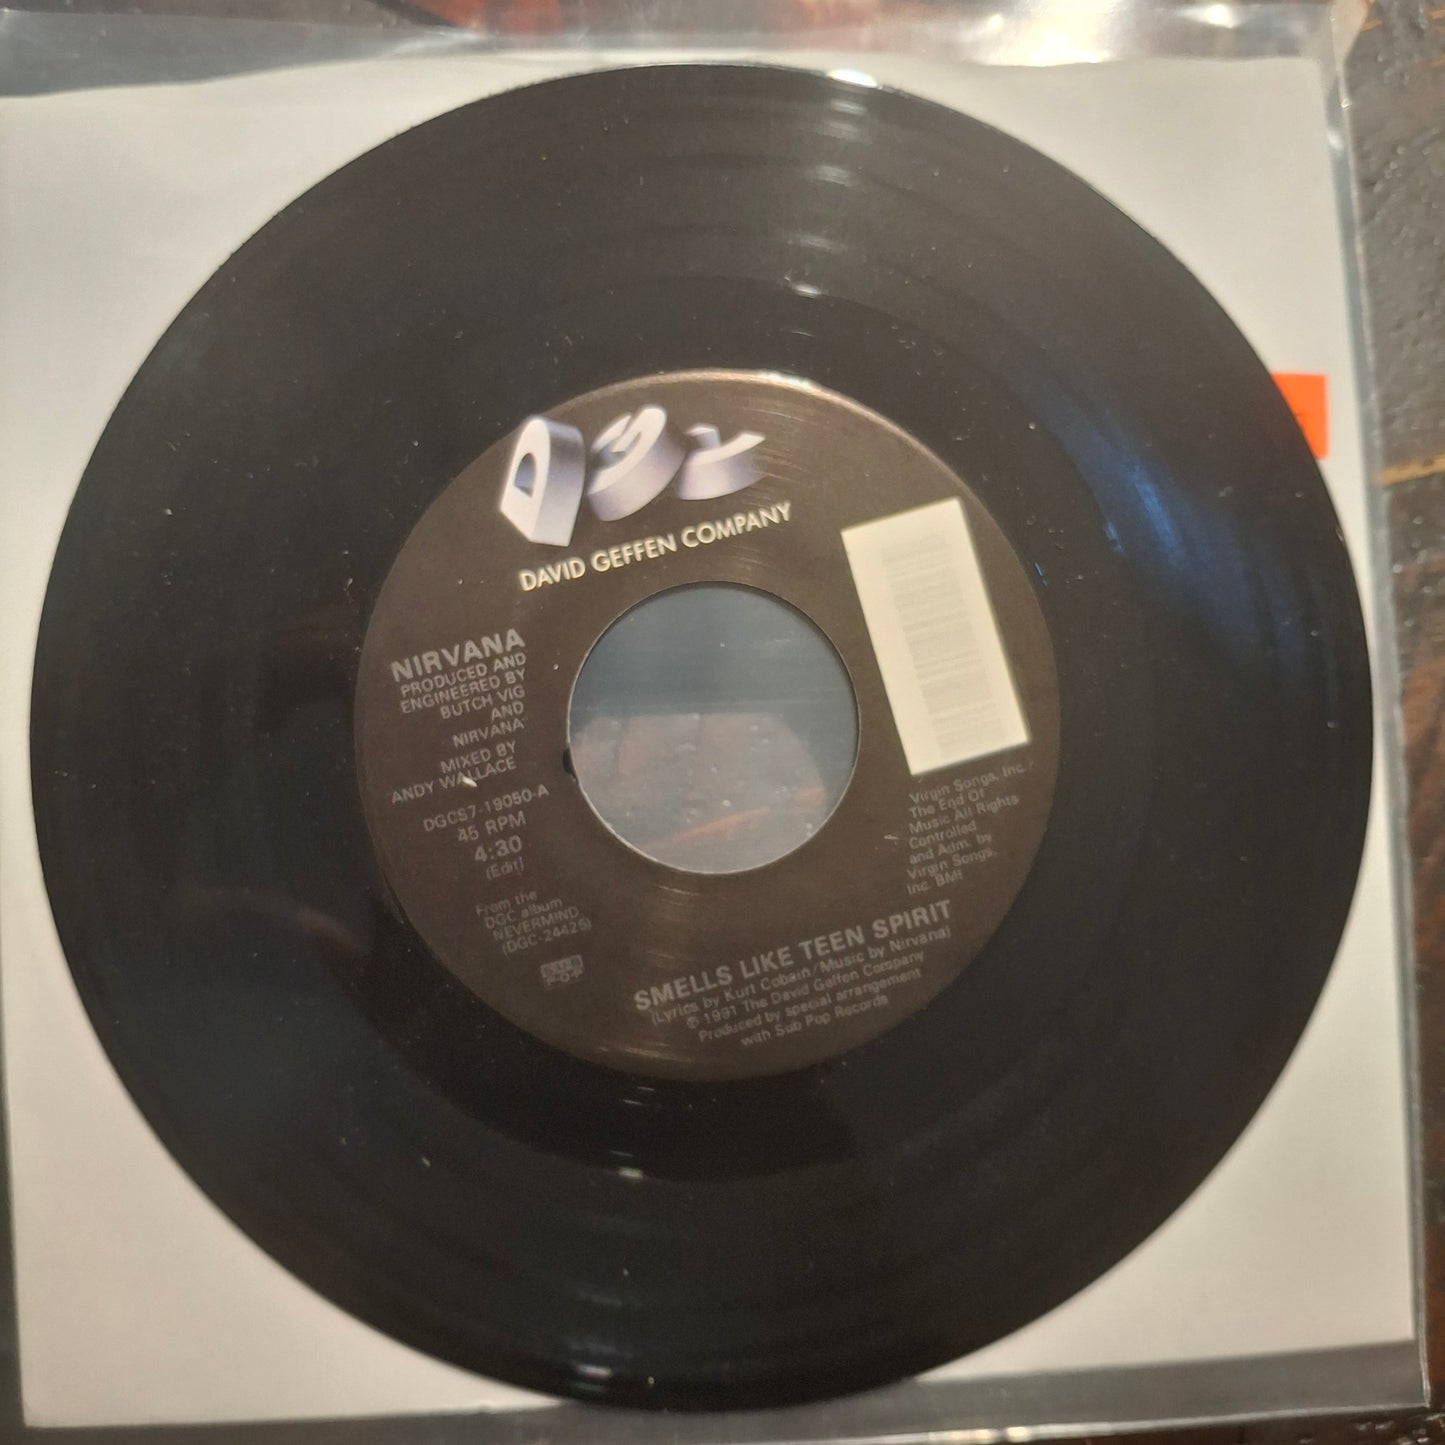 DGC
DAVID GEFFEN COMPANY
NIRVANA
PRODUCED AND
ENGINEERED BY
BUTCH VIG
AND
NIRVANA
MIXED BY
ANDY WALLACE
DGCS7-19050-A
45 RPM
4:30
(Edit)
From the
DGC album
NEVERMIND
(DGC-24425)
SUB
P-O-P
Virgin Songs, Inc./
The End Of
Music All Rights
Controlled
and Adm. by
Virgin Songs,
Inc. BMI
SMELLS LIKE TEEN SPIRIT
(Lyrics by Kurt Cobain/Music by Nirvana)
℗ 1991 The David Geffen Company
Produced by special arrangement
with Sub Pop Records